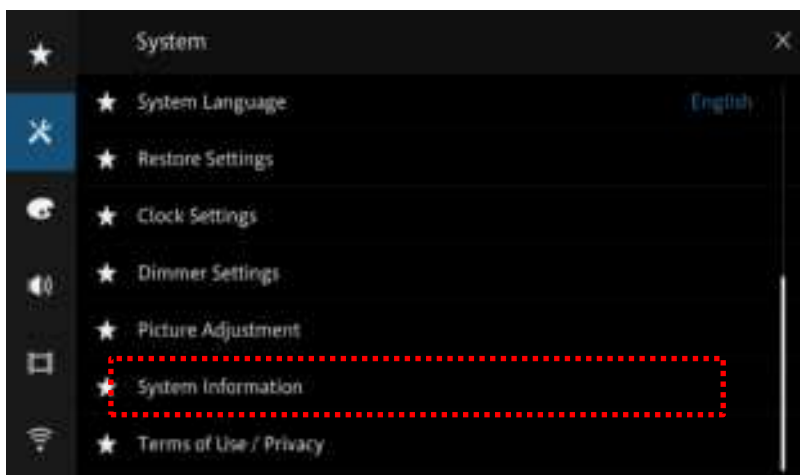 System
System Language English
Restore Settings
Clock Settings
Dimmer Settings
Picture Adjustment
System Information
Terms of Use / Privacy